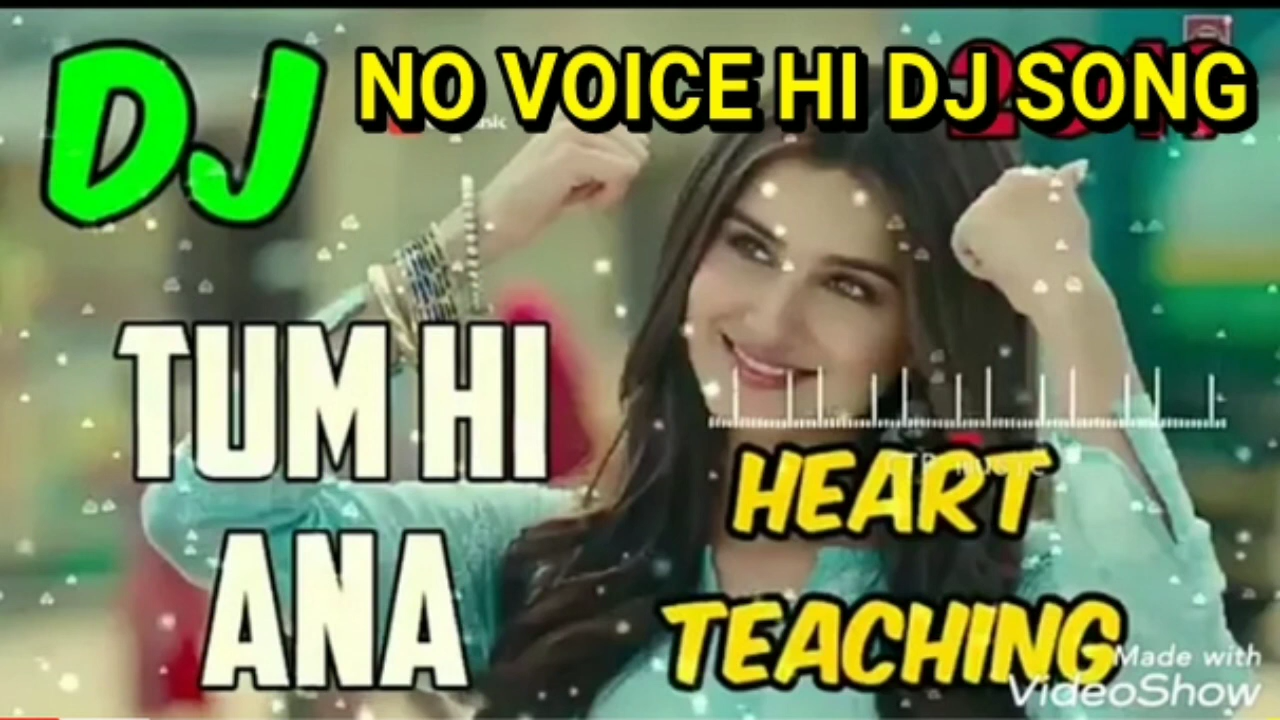 DJ
NO VOICE HI DJ SONG
TUM HI
ANA
HEART
TEACHING
Made with
VideoShow